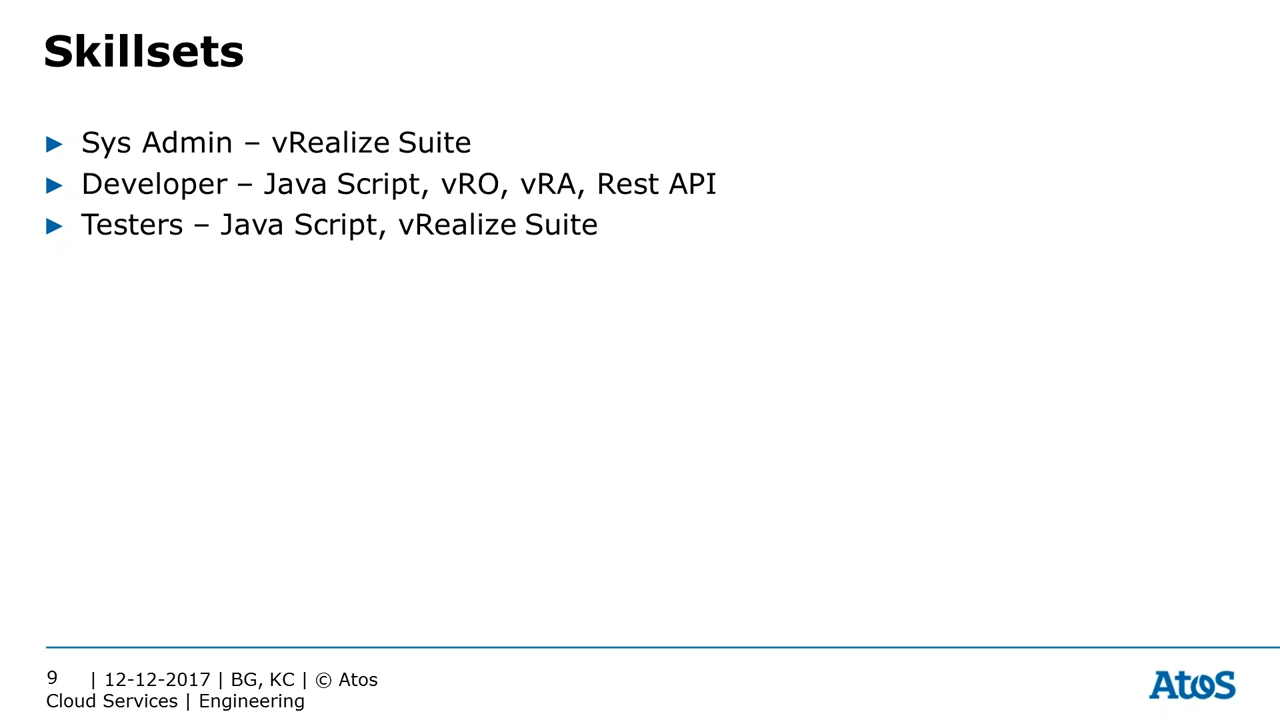 Skillsets
► Sys Admin – vRealize Suite
► Developer – Java Script, vRO, vRA, Rest API
► Testers – Java Script, vRealize Suite
9 | 12-12-2017 | BG, KC | © Atos
Cloud Services | Engineering
Atos